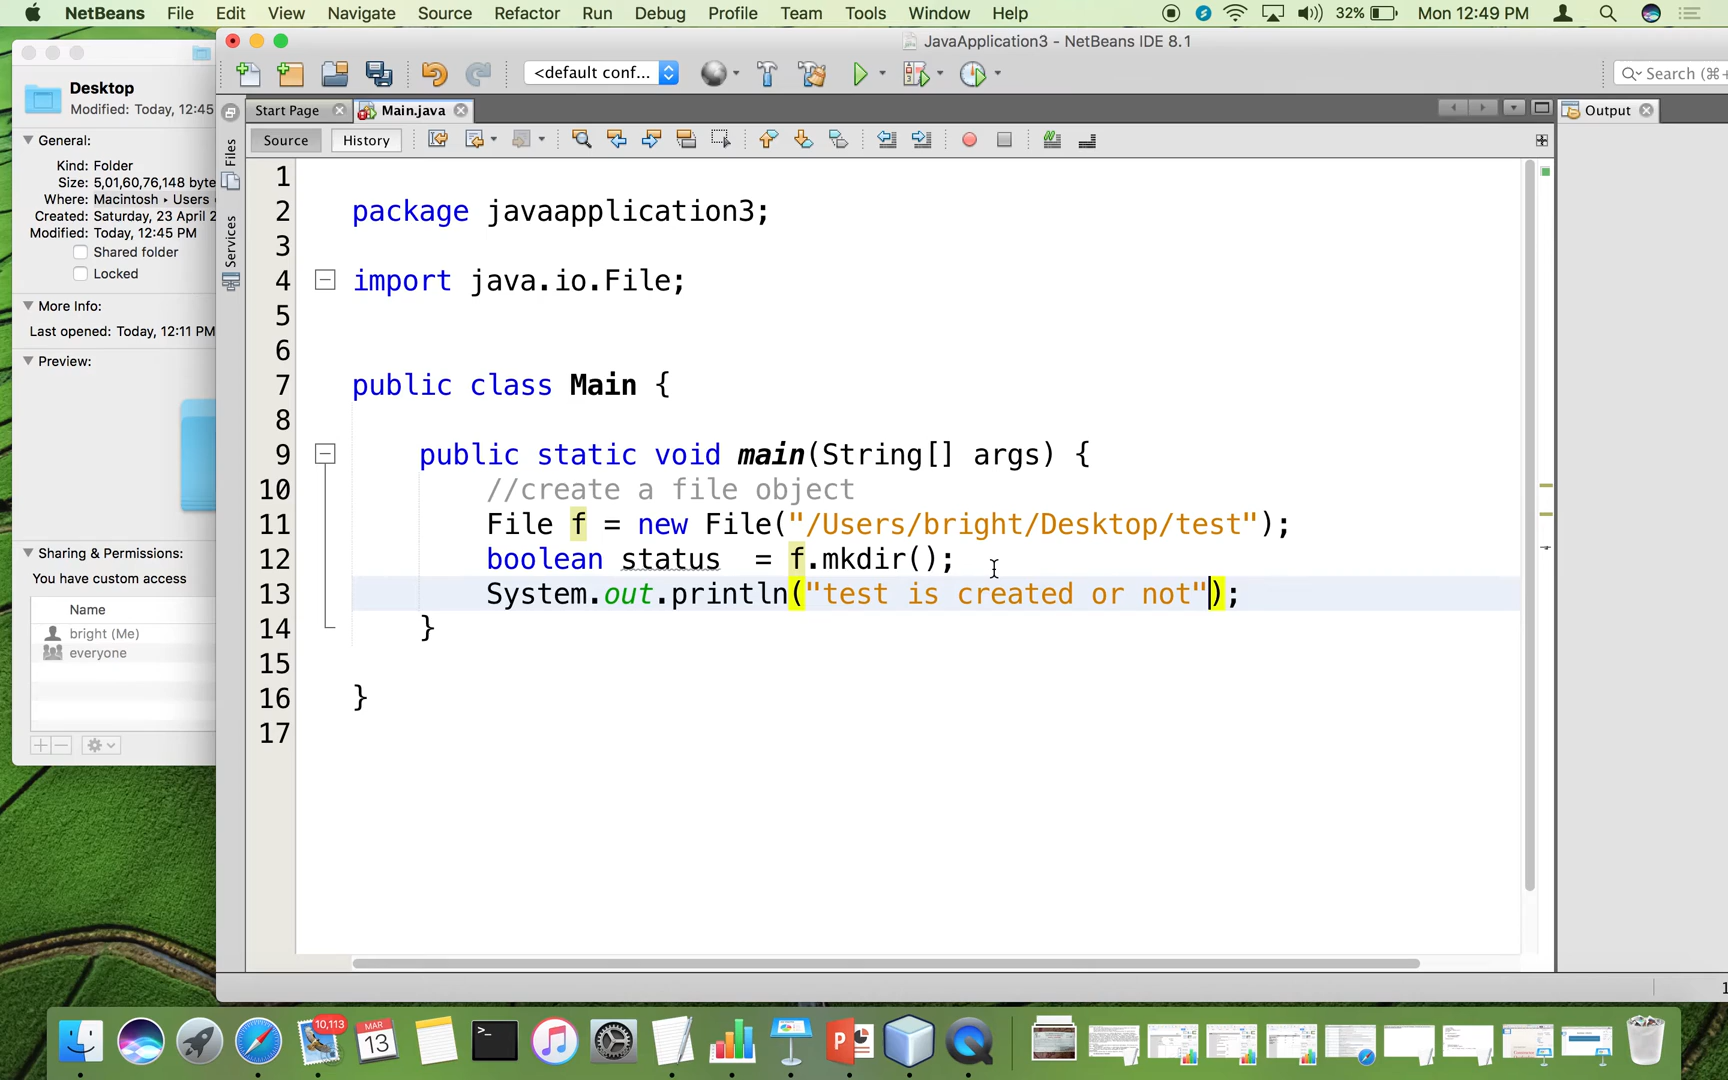 NetBeans File Edit View Navigate Source Refactor Run Debug Profile Team Tools Window Help 32% Mon 12:49 PM
JavaApplication3 - NetBeans IDE 8.1
Desktop
Modified: Today, 12:45
<default conf...
Search (⌘+
Start Page Main.java Output
Source History
General:
Kind: Folder
Size: 5,01,60,76,148 byte
Where: Macintosh ▸ Users
Created: Saturday, 23 April 2
Modified: Today, 12:45 PM
Shared folder
Locked
More Info:
Last opened: Today, 12:11 PM
Preview:
Sharing & Permissions:
You have custom access
Name
bright (Me)
everyone
Files
Services
1
2 package javaapplication3;
3
4 import java.io.File;
5
6
7 public class Main {
8
9 public static void main(String[] args) {
10 //create a file object
11 File f = new File("/Users/bright/Desktop/test");
12 boolean status = f.mkdir();
13 System.out.println("test is created or not");
14 }
15
16 }
17
10,113
MAR
13